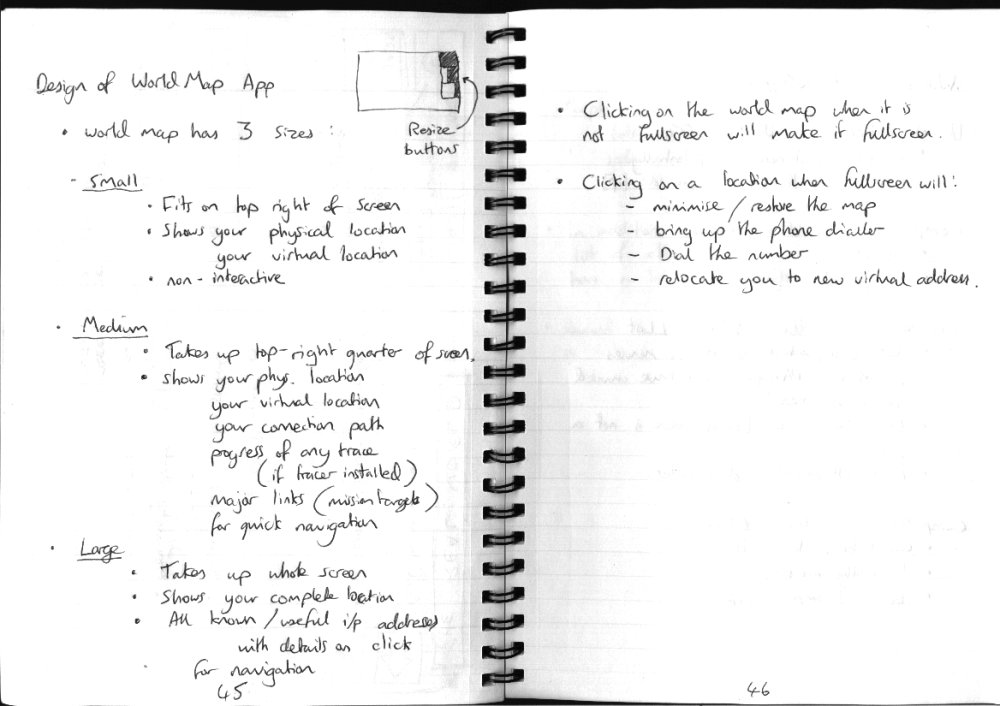 Design of World Map App
Resize
buttons
• world map has 3 sizes :
- small
• Fits on top right of screen
• Shows your physical location
your virtual location
• non-interactive
• Medium
• Takes up top-right quarter of screen.
• shows your phys. location
your virtual location
your connection path
progress of any trace
(if tracer installed)
major links (mission targets)
for quick navigation
• Large
• Takes up whole screen
• Shows your complete location
• All known/useful i/p addresses
with details on click
for navigation
45
• Clicking on the world map when it is
not fullscreen will make it fullscreen.
• Clicking on a location when fullscreen will:
- minimise/restore the map
- bring up the phone dialler
- Dial the number
- relocate you to new virtual address.
46